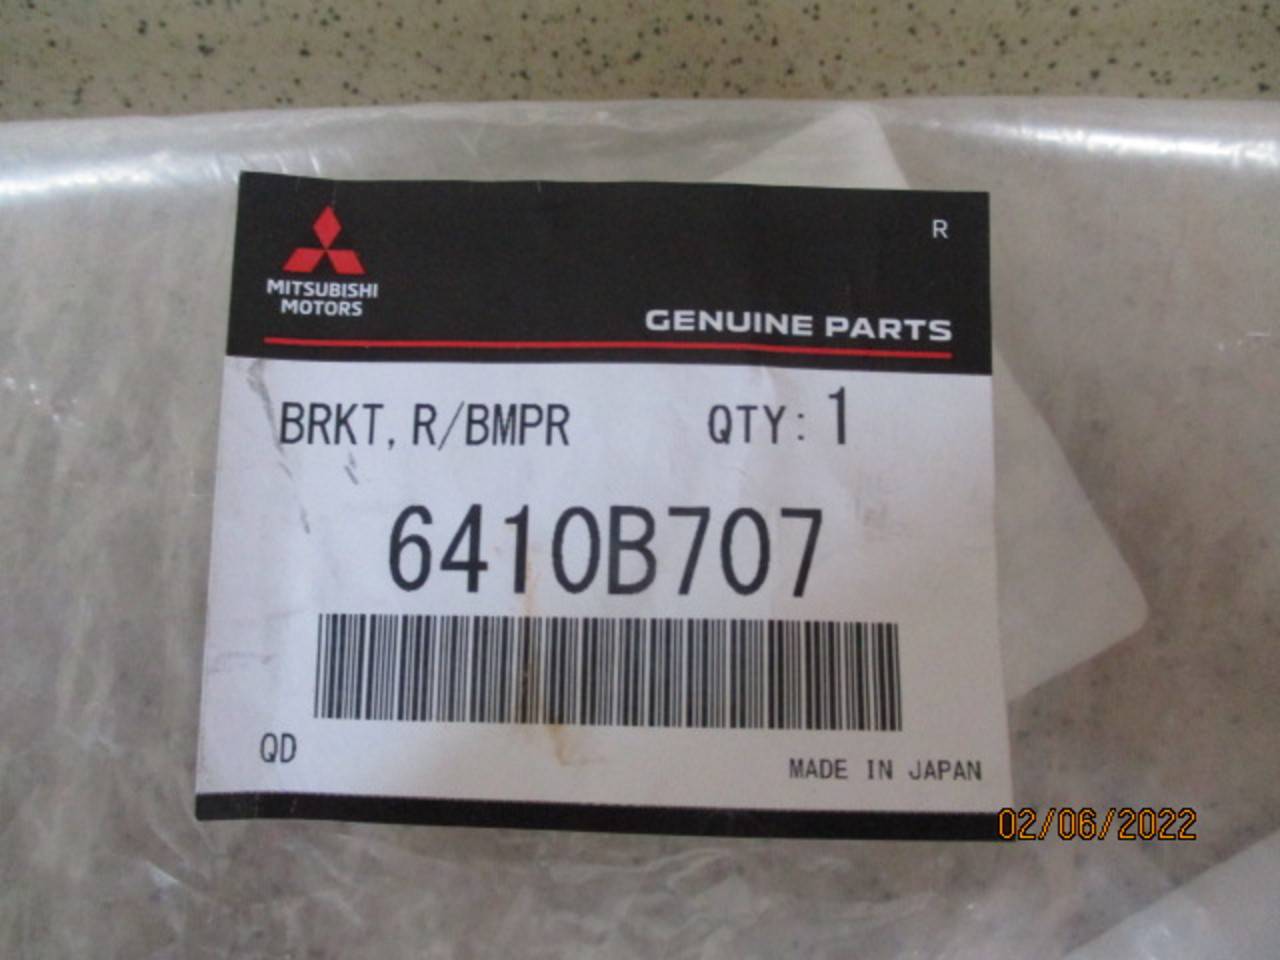 R
MITSUBISHI
MOTORS
GENUINE PARTS
BRKT, R/BMPR QTY: 1
6410B707
QD
MADE IN JAPAN
02/06/2022